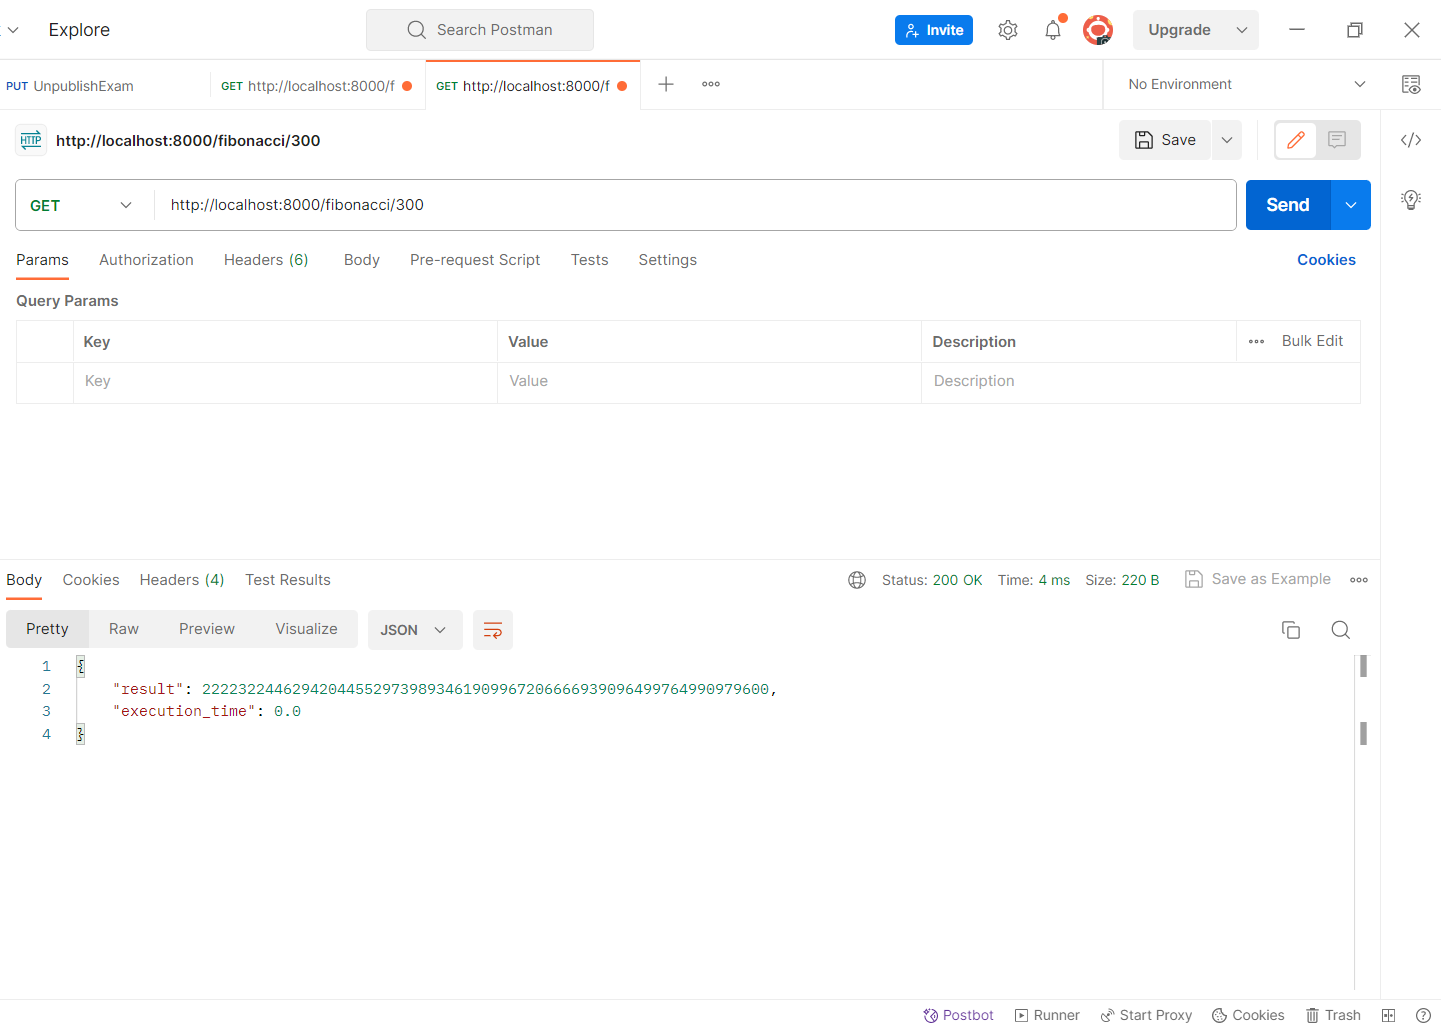 Explore
Search Postman
Invite
Upgrade
PUT UnpublishExam
GET http://localhost:8000/f
GET http://localhost:8000/f
No Environment
HTTP
http://localhost:8000/fibonacci/300
Save
GET
http://localhost:8000/fibonacci/300
Send
Params Authorization Headers (6) Body Pre-request Script Tests Settings Cookies
Query Params
Key Value Description Bulk Edit
Key Value Description
Body Cookies Headers (4) Test Results Status: 200 OK Time: 4 ms Size: 220 B Save as Example
Pretty Raw Preview Visualize JSON
1 {
2 "result": 222232244629420445529739893461909967206666939096499764990979600,
3 "execution_time": 0.0
4 }
Postbot Runner Start Proxy Cookies Trash